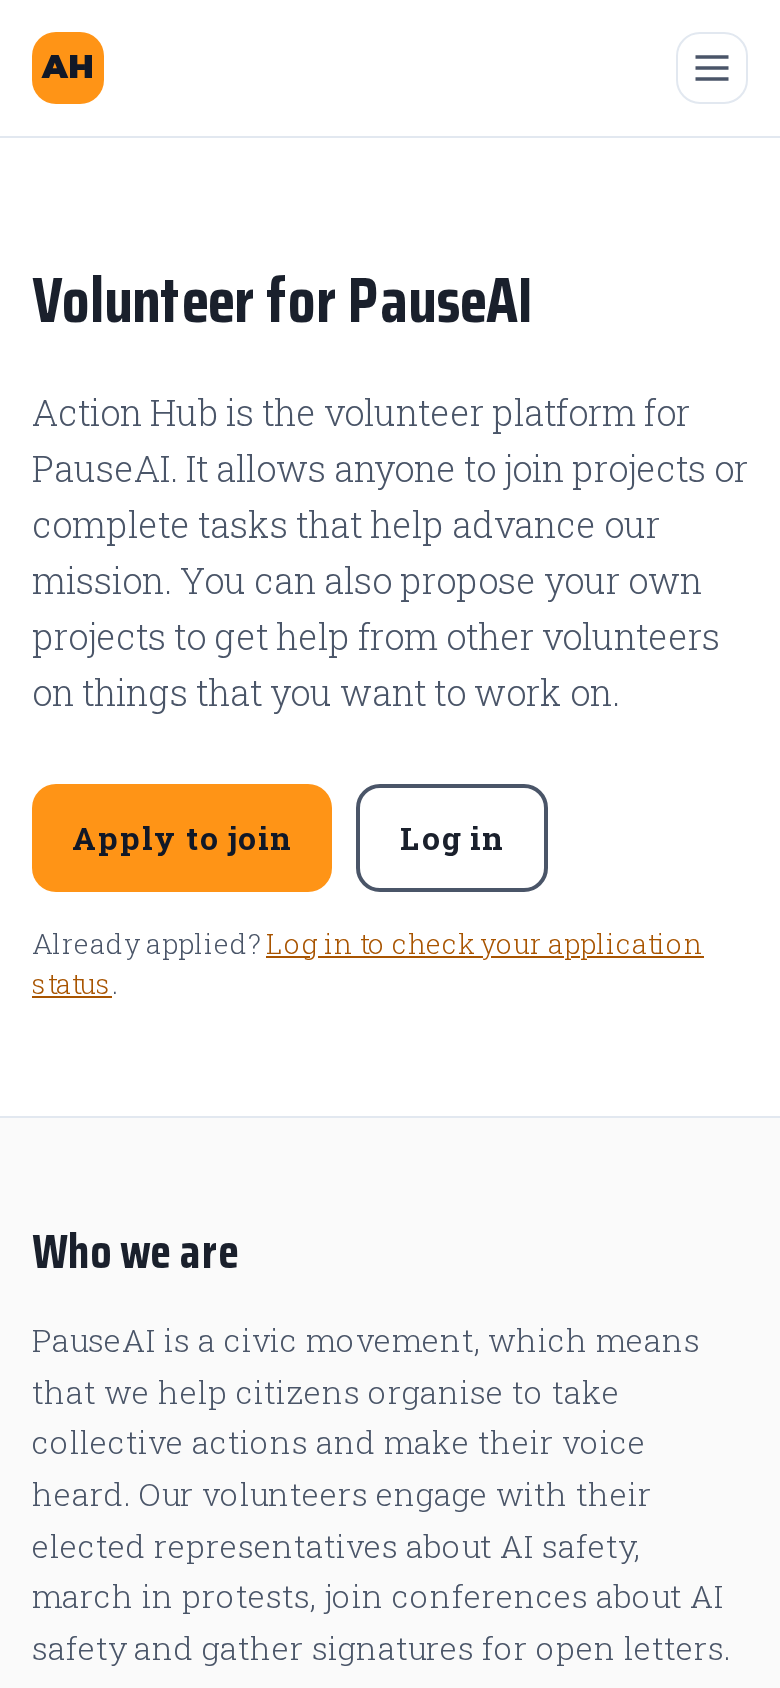 AH
Volunteer for PauseAI
Action Hub is the volunteer platform for
PauseAI. It allows anyone to join projects or
complete tasks that help advance our
mission. You can also propose your own
projects to get help from other volunteers
on things that you want to work on.
Apply to join
Log in
Already applied? Log in to check your application
status.
Who we are
PauseAI is a civic movement, which means
that we help citizens organise to take
collective actions and make their voice
heard. Our volunteers engage with their
elected representatives about AI safety,
march in protests, join conferences about AI
safety and gather signatures for open letters.